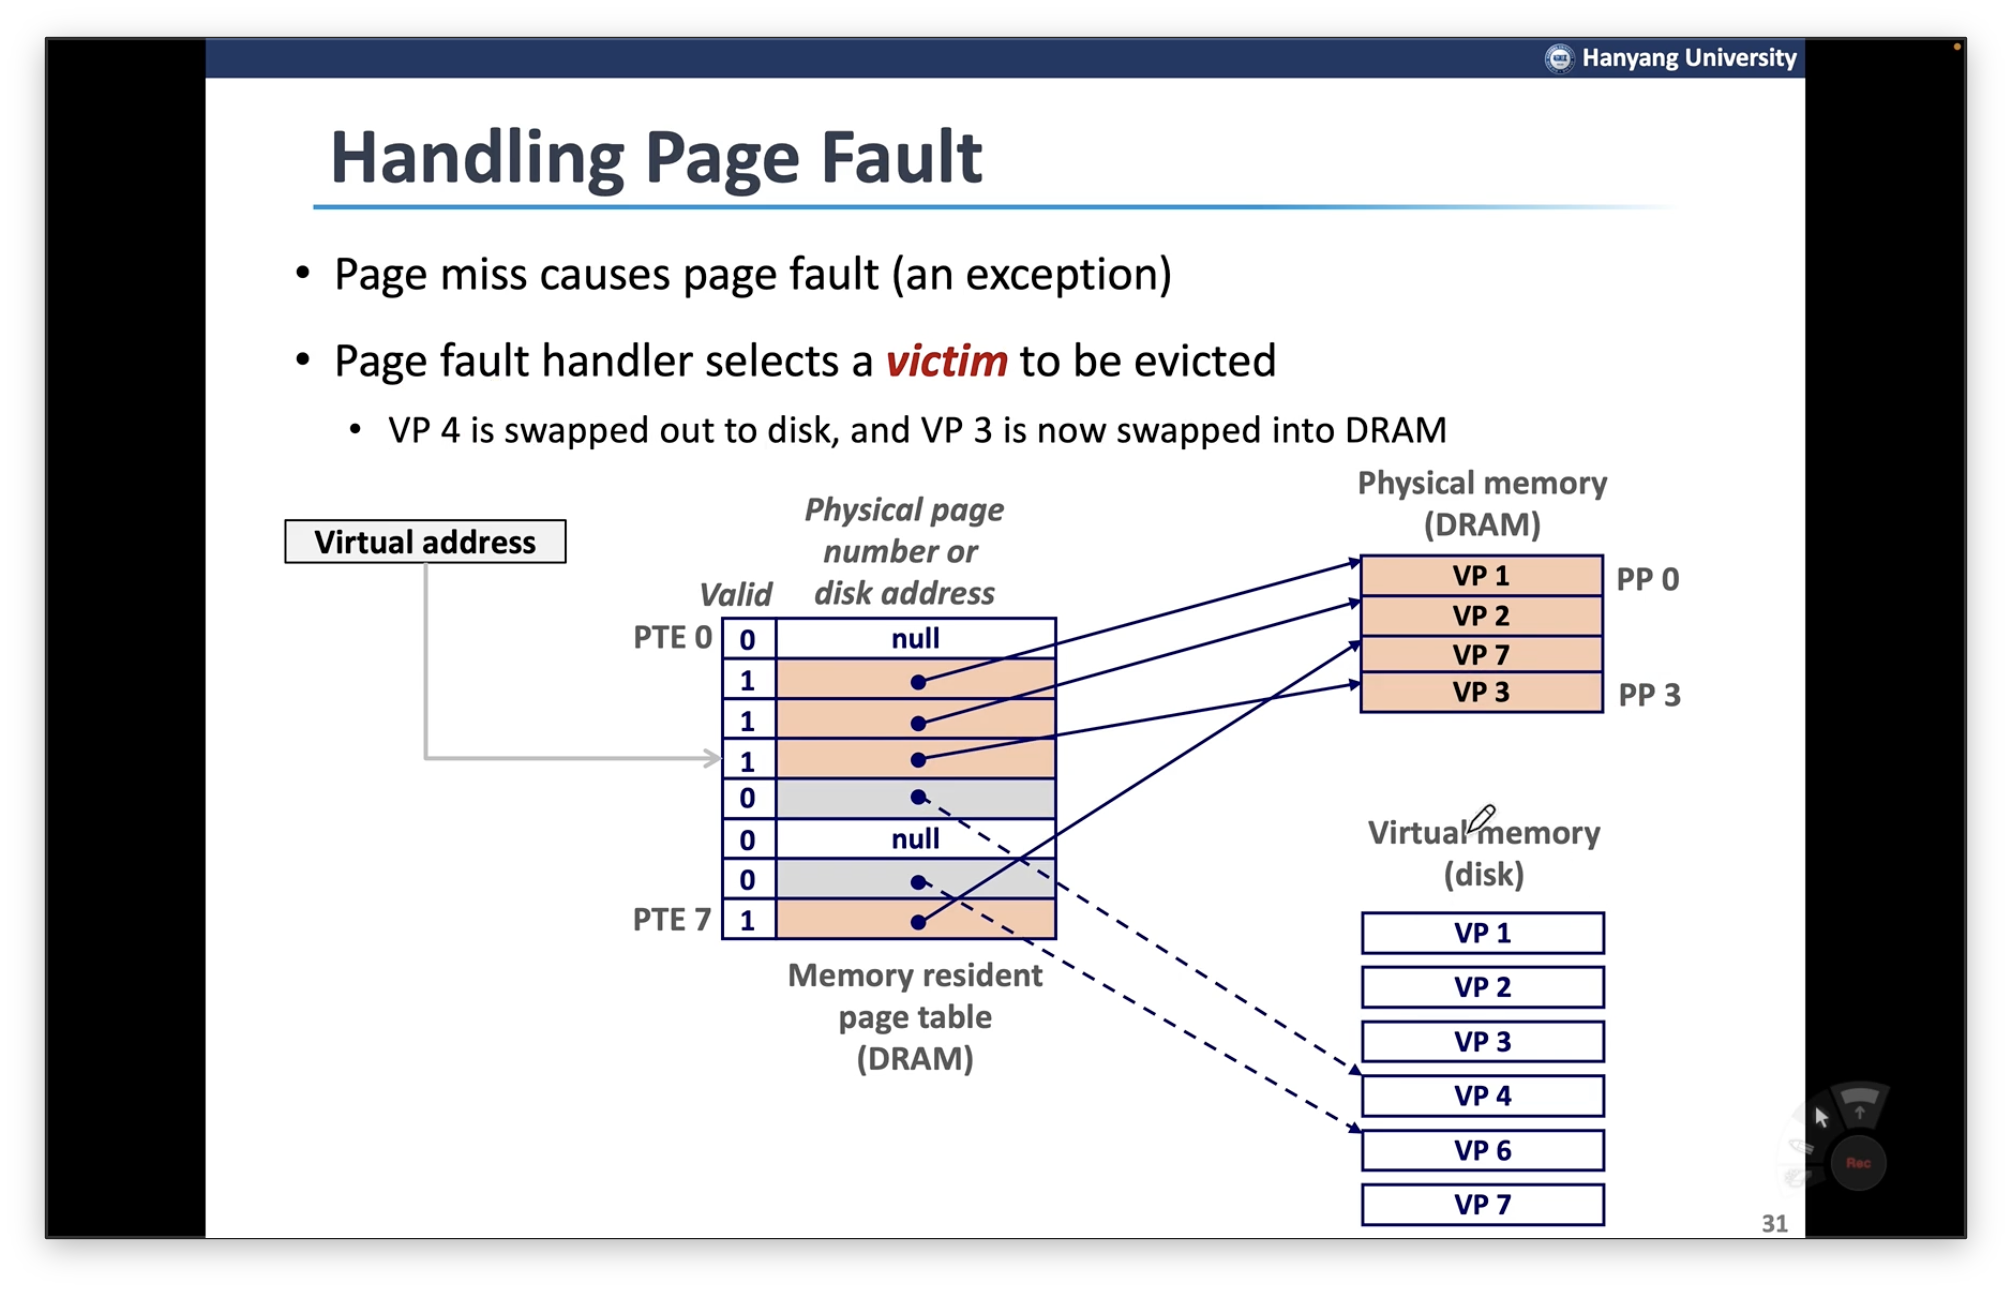 Hanyang University
Handling Page Fault
• Page miss causes page fault (an exception)
• Page fault handler selects a victim to be evicted
• VP 4 is swapped out to disk, and VP 3 is now swapped into DRAM
Virtual address
Valid
Physical page
number or
disk address
PTE 0
0 null
1
1
1
0
0 null
0
PTE 7
1
Memory resident
page table
(DRAM)
Physical memory
(DRAM)
VP 1
PP 0
VP 2
VP 7
VP 3
PP 3
Virtual memory
(disk)
VP 1
VP 2
VP 3
VP 4
VP 6
VP 7
Rec
31